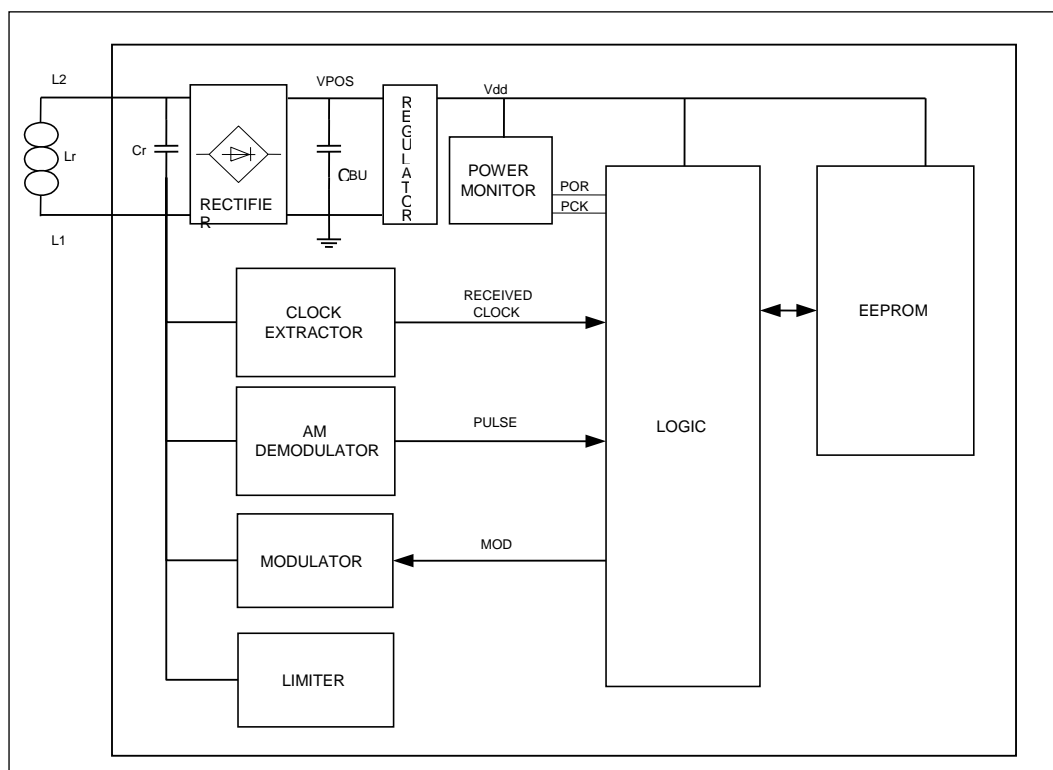 L2
VPOS
Vdd
REGULATOR
Lr
Cr
CBU
POWER
MONITOR
POR
PCK
RECTIFIE
R
L1
CLOCK
EXTRACTOR
RECEIVED
CLOCK
EEPROM
AM
DEMODULATOR
PULSE
LOGIC
MODULATOR
MOD
LIMITER